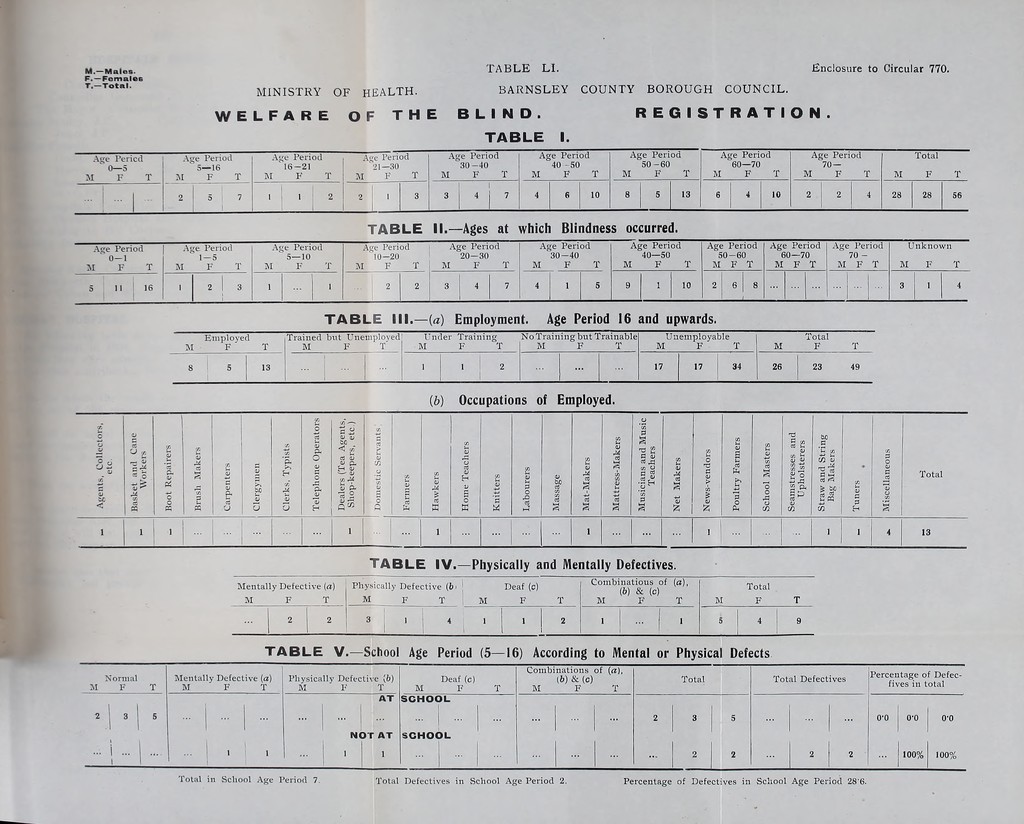 M.—Males.
F.—Females
T.—Total.
TABLE LI.
Enclosure to Circular 770.
MINISTRY OF HEALTH. BARNSLEY COUNTY BOROUGH COUNCIL.
WELFARE OF THE BLIND. REGISTRATION.
TABLE I.
Age Period 0—5 | Age Period 5—16 | Age Period 16—21 | Age Period 21—30 | Age Period 30—40 | Age Period 40—50 | Age Period 50—60 | Age Period 60—70 | Age Period 70— | Total
M F T | M F T | M F T | M F T | M F T | M F T | M F T | M F T | M F T | M F T
... ... ... | 2 5 7 | 1 1 2 | 2 1 3 | 3 4 7 | 4 6 10 | 8 5 13 | 6 4 10 | 2 2 4 | 28 28 56
TABLE II.—Ages at which Blindness occurred.
Age Period 0—1 | Age Period 1—5 | Age Period 5—10 | Age Period 10—20 | Age Period 20—30 | Age Period 30—40 | Age Period 40—50 | Age Period 50—60 | Age Period 60—70 | Age Period 70 - | Unknown
M F T | M F T | M F T | M F T | M F T | M F T | M F T | M F T | M F T | M F T | M F T
5 11 16 | 1 2 3 | 1 ... 1 | ... 2 2 | 3 4 7 | 4 1 5 | 9 1 10 | 2 6 8 | ... ... ... | ... ... ... | 3 1 4
TABLE III.—(a) Employment. Age Period 16 and upwards.
Employed | Trained but Unemployed | Under Training | No Training but Trainable | Unemployable | Total
M F T | M F T | M F T | M F T | M F T | M F T
8 5 13 | ... ... ... | 1 1 2 | ... ... ... | 17 17 34 | 26 23 49
(b) Occupations of Employed.
Agents, Collectors, etc. | Basket and Cane Workers | Boot Repairers | Brush Makers | Carpenters | Clergymen | Clerks, Typists | Telephone Operators | Dealers (Tea Agents, Shop-keepers, etc.) | Domestic Servants | Farmers | Hawkers | Home Teachers | Knitters | Labourers | Massage | Mat-Makers | Mattress-Makers | Musicians and Music Teachers | Net Makers | News-vendors | Poultry Farmers | School Masters | Seamstresses and Upholsterers | Straw and String Bag Makers | Tuners | Miscellaneous | Total
1 | 1 | 1 | ... | ... | ... | ... | ... | 1 | ... | ... | 1 | ... | ... | ... | ... | 1 | ... | ... | ... | 1 | ... | ... | ... | 1 | 1 | 4 | 13
TABLE IV.—Physically and Mentally Defectives.
Mentally Defective (a) | Physically Defective (b) | Deaf (c) | Combinations of (a), (b) & (c) | Total
M F T | M F T | M F T | M F T | M F T
... 2 2 | 3 1 4 | 1 1 2 | 1 ... 1 | 5 4 9
TABLE V.—School Age Period (5—16) According to Mental or Physical Defects
Normal | Mentally Defective (a) | Physically Defective (b) | Deaf (c) | Combinations of (a), (b) & (c) | Total | Total Defectives | Percentage of Defectives in total
M F T | M F T | M F T | M F T | M F T
AT SCHOOL
2 3 5 | ... ... ... | ... ... ... | ... ... ... | ... ... ... | 2 3 5 | ... ... ... | 0·0 0·0 0·0
NOT AT SCHOOL
... ... ... | ... 1 1 | ... 1 1 | ... ... ... | ... ... ... | ... 2 2 | ... 2 2 | ... 100% 100%
Total in School Age Period 7. Total Defectives in School Age Period 2. Percentage of Defectives in School Age Period 28·6.